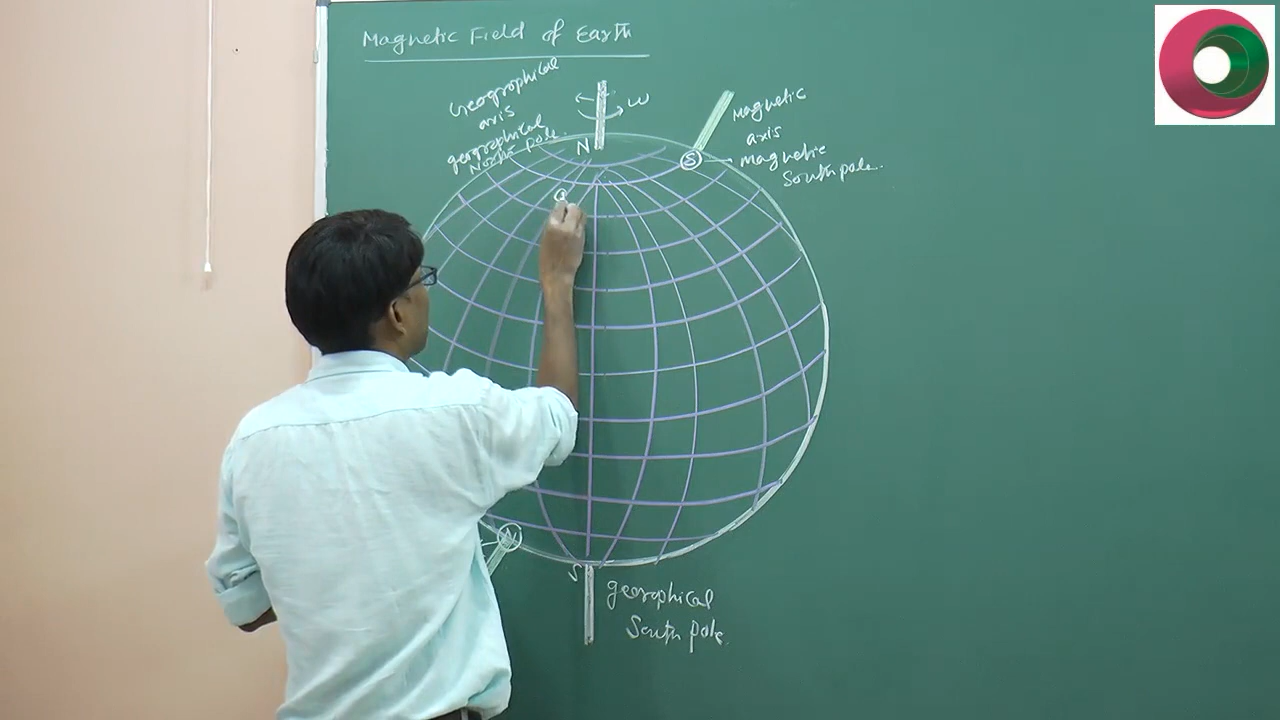 Magnetic Field of Earth
Geographical
axis
geographical
North pole.
ω
N
S
Magnetic
axis
magnetic
South pole.
N
S
geographical
South pole.